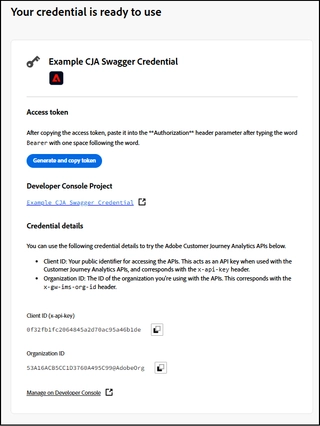 Your credential is ready to use
Example CJA Swagger Credential
Access token
After copying the access token, paste it into the **Authorization** header parameter after typing the word
Bearer with one space following the word.
Generate and copy token
Developer Console Project
Example CJA Swagger Credential
Credential details
You can use the following credential details to try the Adobe Customer Journey Analytics APIs below.
• Client ID: Your public identifier for accessing the APIs. This acts as an API key when used with the
Customer Journey Analytics APIs, and corresponds with the x-api-key header.
• Organization ID: The ID of the organization you're using with the APIs. This corresponds with the
x-gw-ims-org-id header.
Client ID (x-api-key)
0f32fb1fc2064845a2d70ac95a46b1de
Organization ID
53A16ACB5CC1D3760A495C99@AdobeOrg
Manage on Developer Console